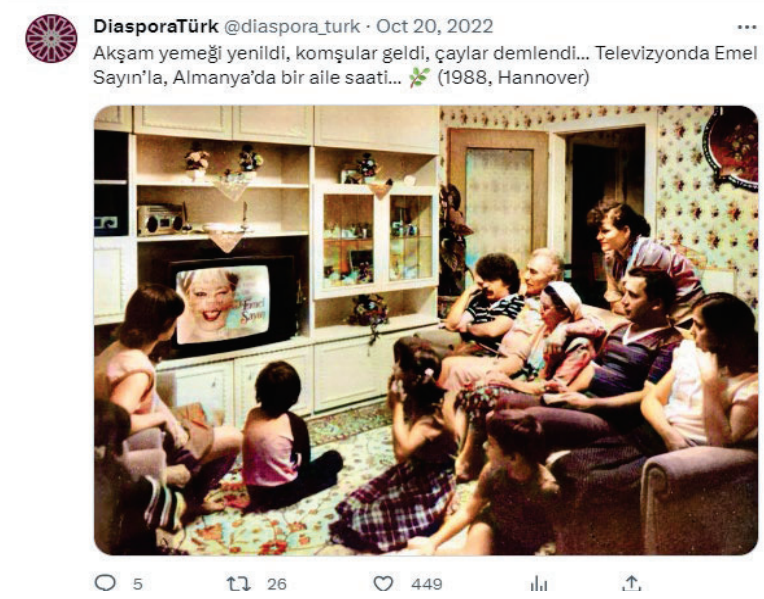 DiasporaTürk @diaspora_turk · Oct 20, 2022
Akşam yemeği yenildi, komşular geldi, çaylar demlendi... Televizyonda Emel
Sayın'la, Almanya'da bir aile saati... 🌿 (1988, Hannover)
Emel
Sayın
5 26 449